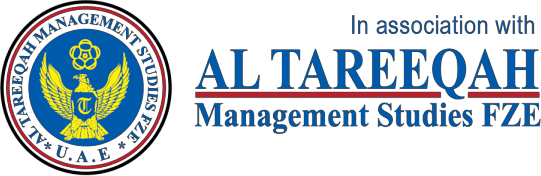 AL TAREEQAH MANAGEMENT STUDIES FZE
* U.A.E *
T
In association with
AL TAREEQAH
Management Studies FZE